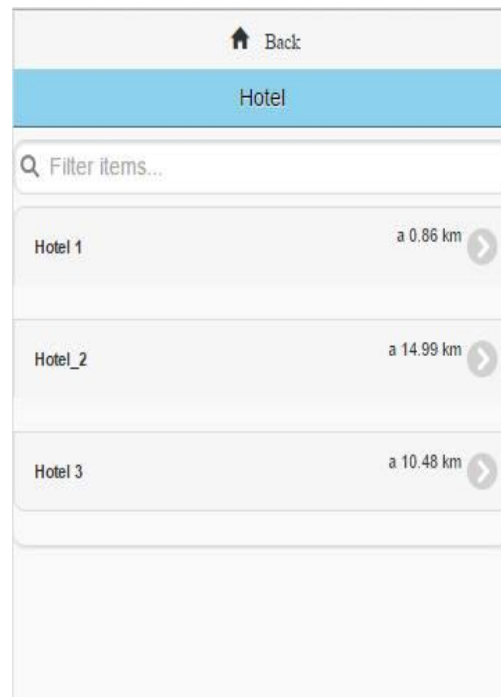 Back
Hotel
Filter items...
Hotel 1 a 0.86 km
Hotel_2 a 14.99 km
Hotel 3 a 10.48 km